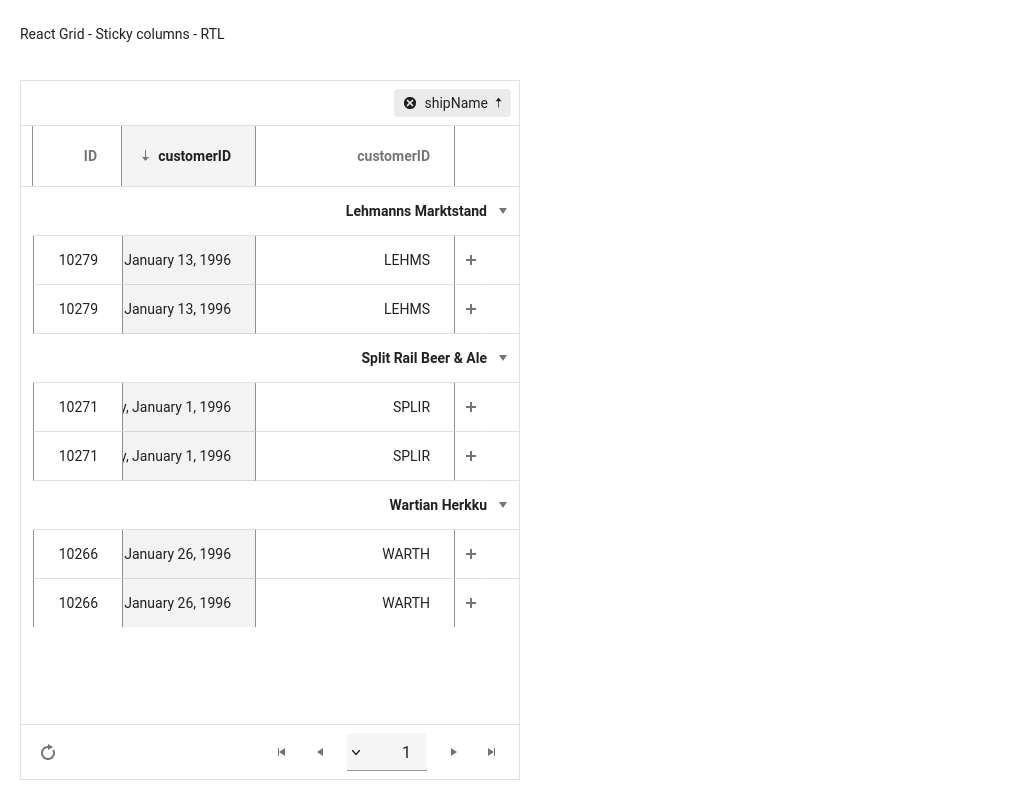 React Grid - Sticky columns - RTL
shipName
ID customerID customerID
Lehmanns Marktstand
10279 January 13, 1996 LEHMS
10279 January 13, 1996 LEHMS
Split Rail Beer & Ale
10271 y, January 1, 1996 SPLIR
10271 y, January 1, 1996 SPLIR
Wartian Herkku
10266 January 26, 1996 WARTH
10266 January 26, 1996 WARTH
1